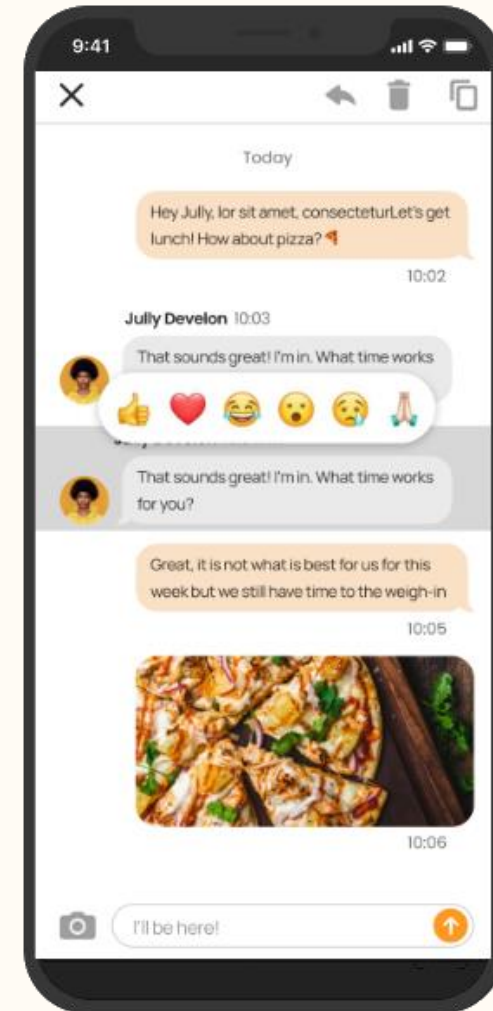 9:41
Today
Hey Jully, lor sit amet, consecteturLet's get
lunch! How about pizza?
10:02
Jully Develon 10:03
That sounds great! I'm in. What time works
That sounds great! I'm in. What time works
for you?
Great, it is not what is best for us for this
week but we still have time to the weigh-in
10:05
10:06
I'll be here!